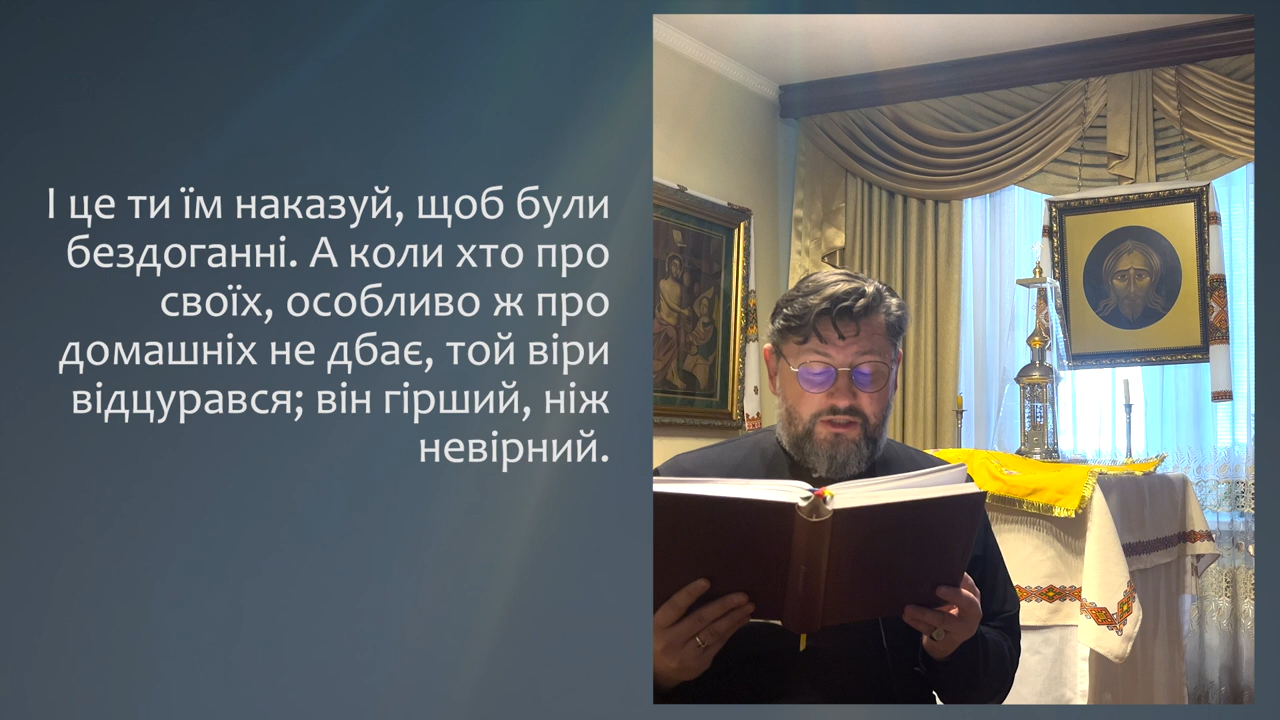 І це ти їм наказуй, щоб були
бездоганні. А коли хто про
своїх, особливо ж про
домашніх не дбає, той віри
відцурався; він гірший, ніж
невірний.